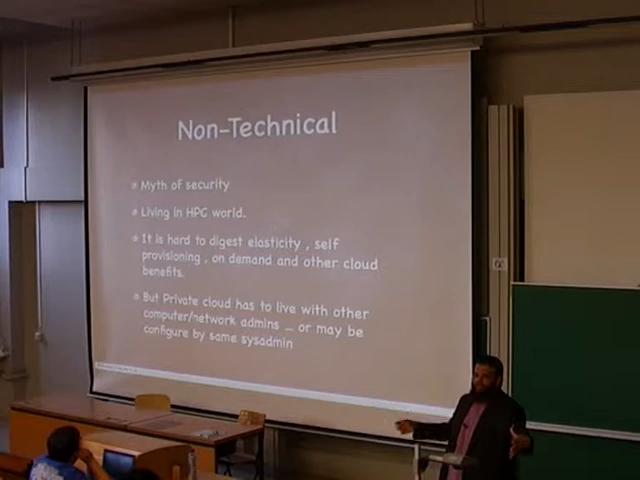 Non-Technical
Myth of security
Living in HPC world.
It is hard to digest elasticity , self
provisioning , on demand and other cloud
benefits.
But Private cloud has to live with other
computer/network admins … or may be
configure by same sysadmin